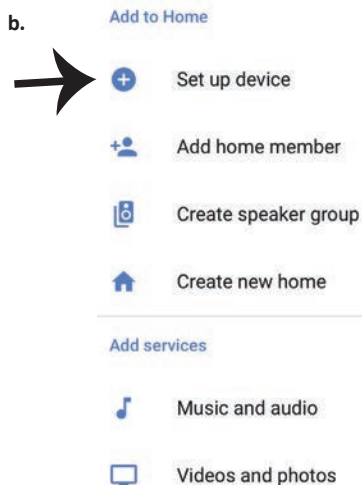 b.
Add to Home
Set up device
Add home member
Create speaker group
Create new home
Add services
Music and audio
Videos and photos